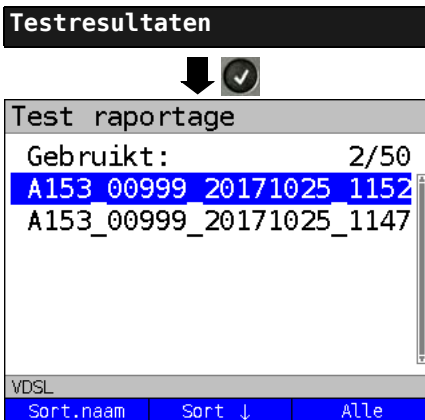 Testresultaten
Test raportage
Gebruikt: 2/50
A153_00999_20171025_1152
A153_00999_20171025_1147
VDSL
Sort.naam Sort ↓ Alle